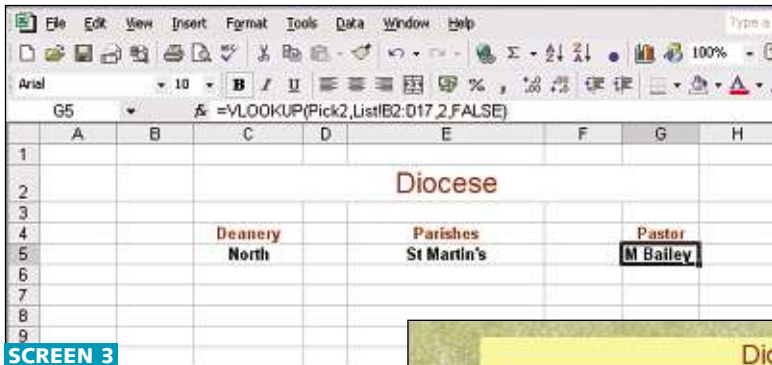 File Edit View Insert Format Tools Data Window Help Type a
Σ 100%
Arial 10 B I U % ,
G5 fx =VLOOKUP(Pick2,List!B2:D17,2,FALSE)
A B C D E F G H
1
2 Diocese
3
4 Deanery Parishes Pastor
5 North St Martin's M Bailey
6
7
8
9
SCREEN 3